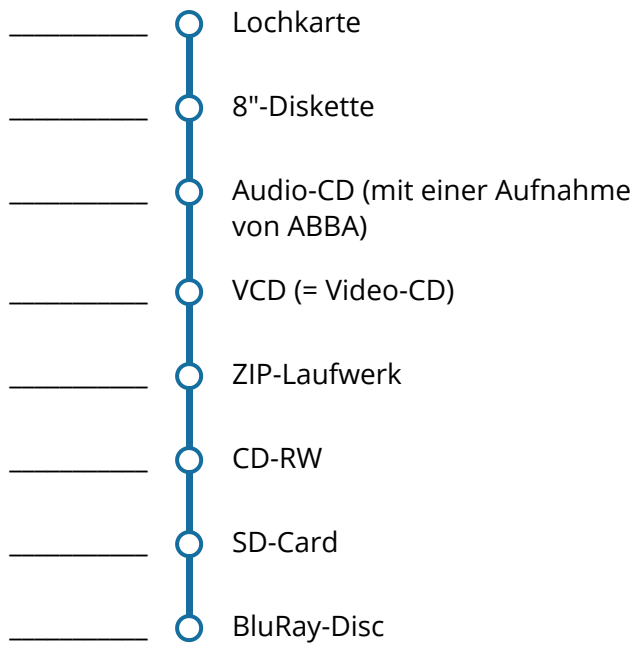 ___________ Lochkarte
___________ 8"-Diskette
___________ Audio-CD (mit einer Aufnahme
von ABBA)
___________ VCD (= Video-CD)
___________ ZIP-Laufwerk
___________ CD-RW
___________ SD-Card
___________ BluRay-Disc